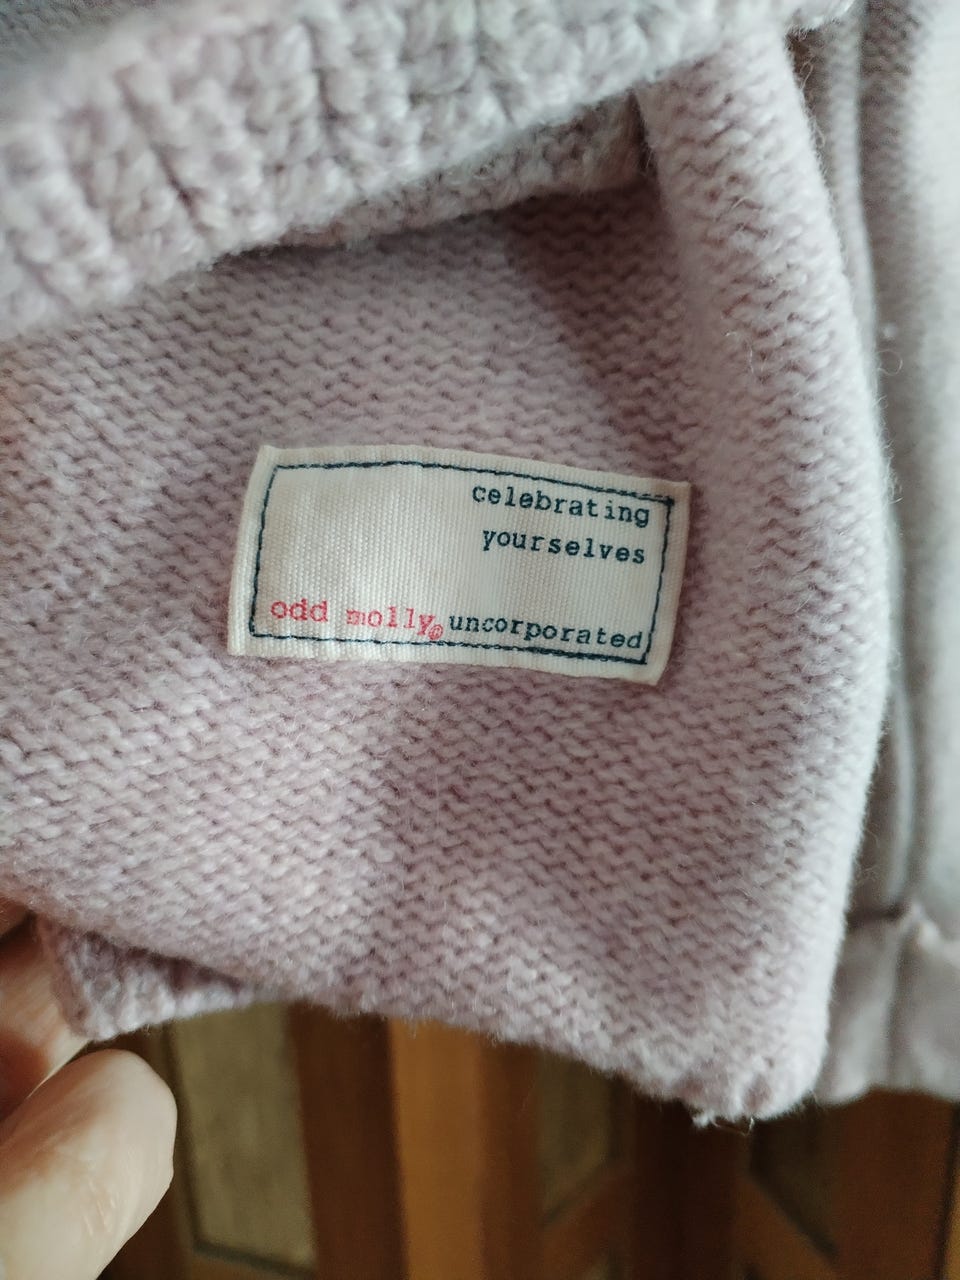 celebrating
yourselves
odd molly® uncorporated